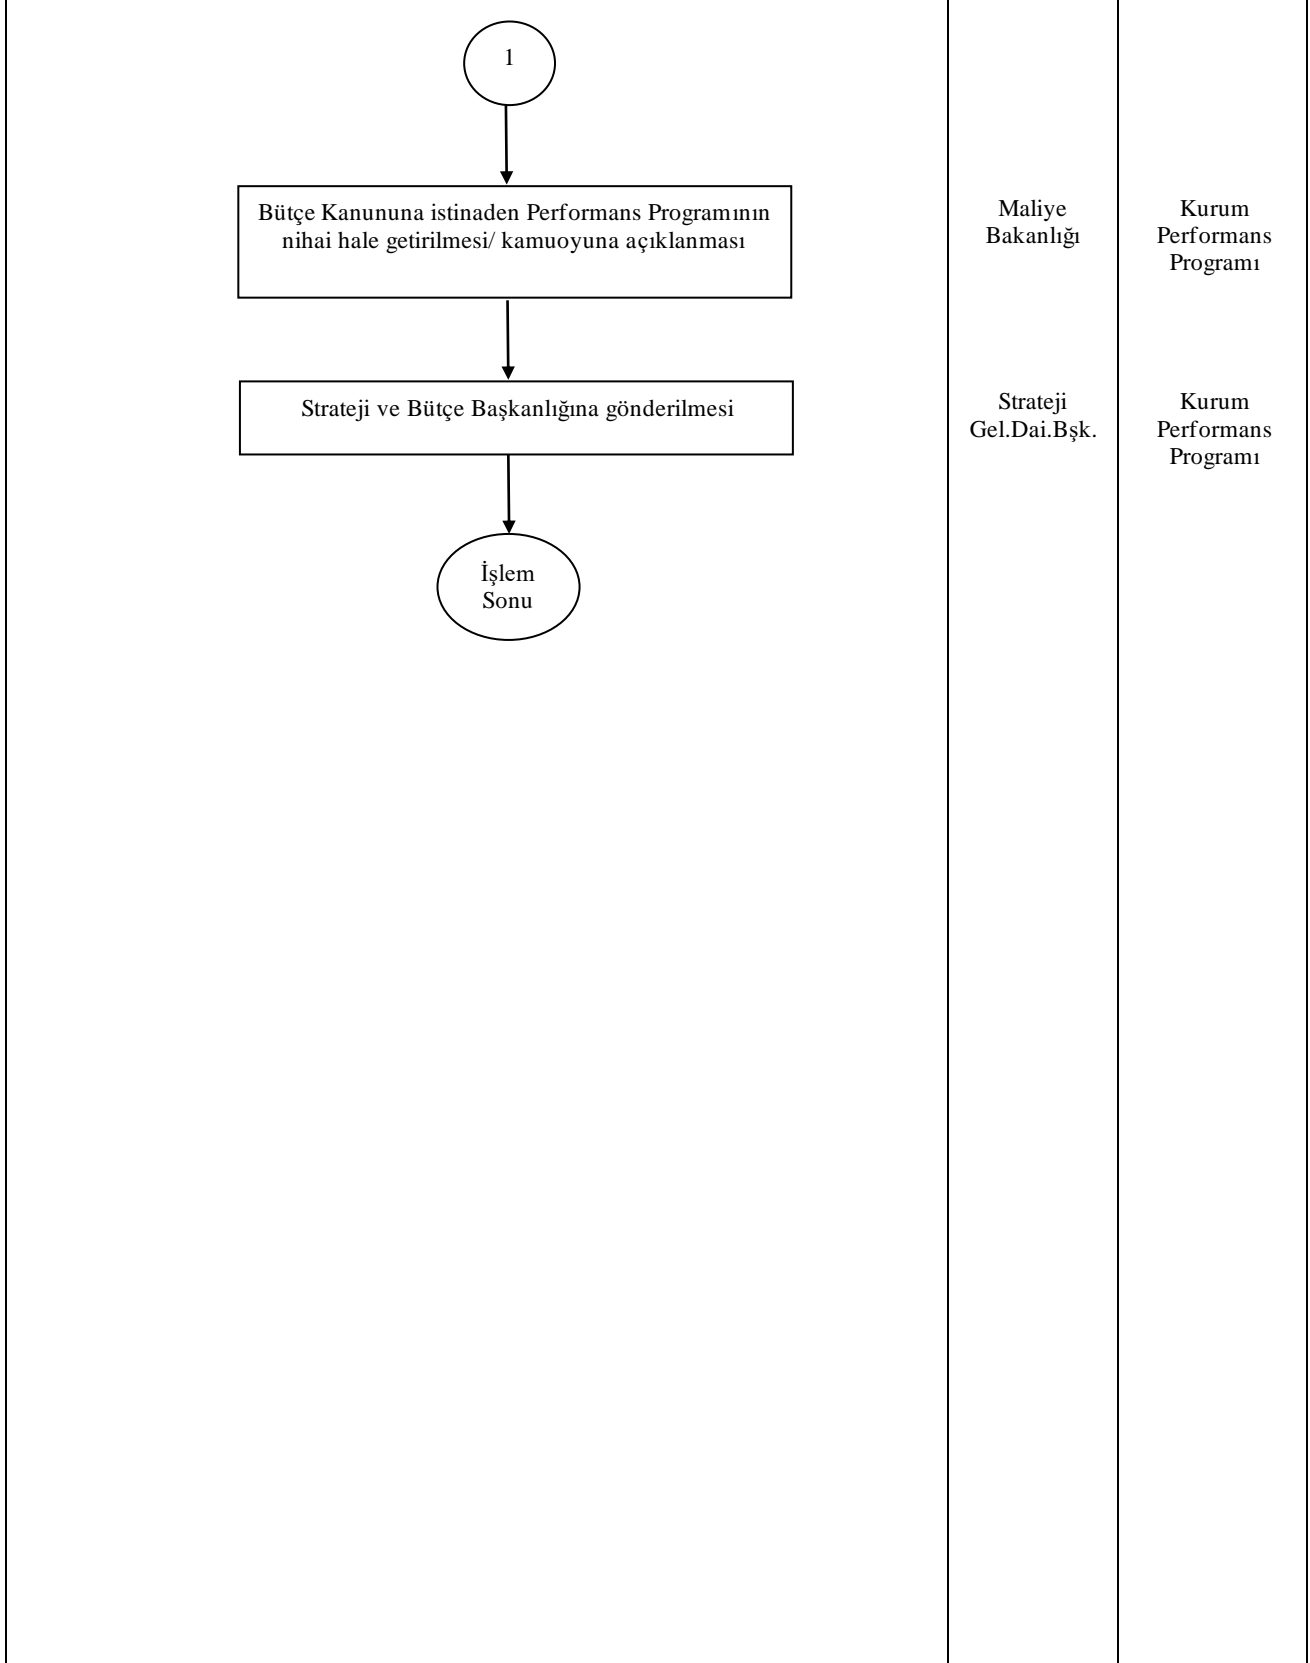 1
Bütçe Kanununa istinaden Performans Programının
nihai hale getirilmesi/ kamuoyuna açıklanması
Maliye
Bakanlığı
Kurum
Performans
Programı
Strateji ve Bütçe Başkanlığına gönderilmesi
Strateji
Gel.Dai.Bşk.
Kurum
Performans
Programı
İşlem
Sonu